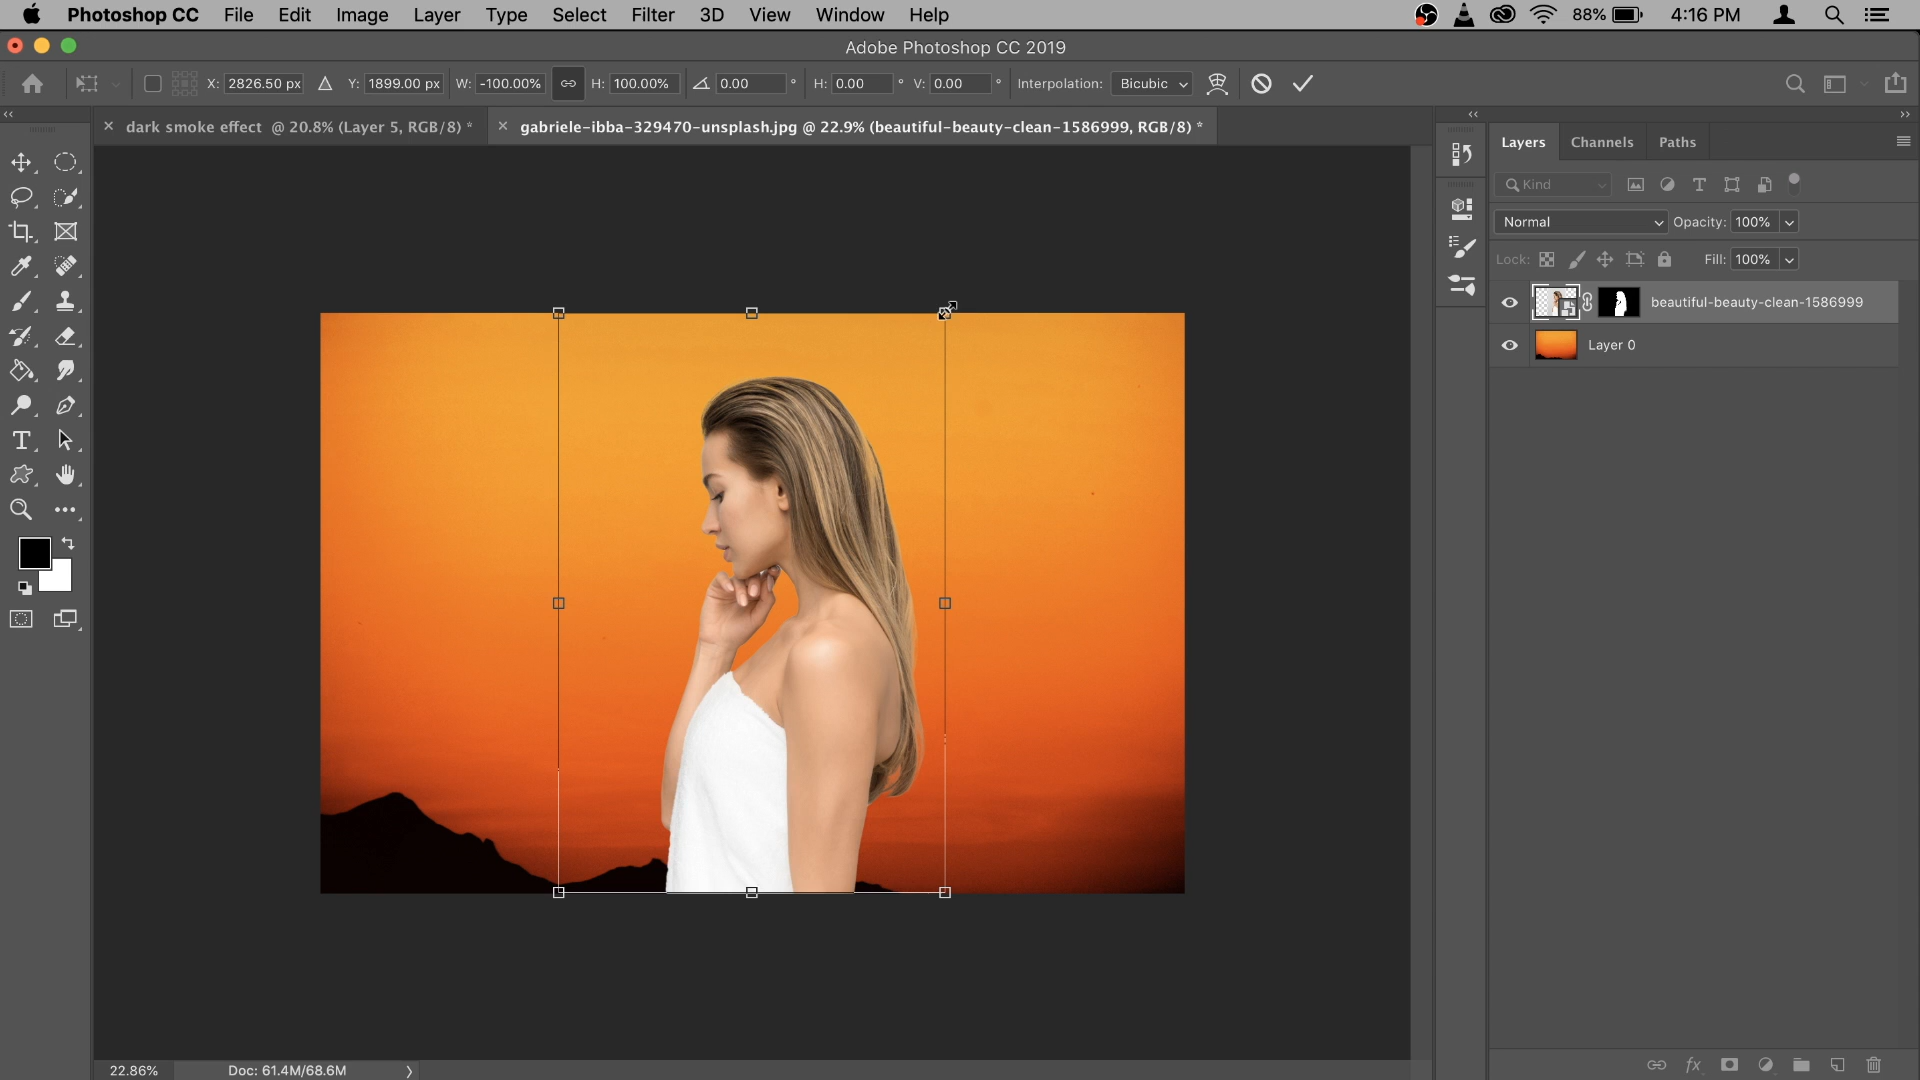 Photoshop CC File Edit Image Layer Type Select Filter 3D View Window Help 88% 4:16 PM
Adobe Photoshop CC 2019
X: 2826.50 px Y: 1899.00 px W: -100.00% H: 100.00% 0.00 ° H: 0.00 ° V: 0.00 ° Interpolation: Bicubic
× dark smoke effect @ 20.8% (Layer 5, RGB/8) * × gabriele-ibba-329470-unsplash.jpg @ 22.9% (beautiful-beauty-clean-1586999, RGB/8) *
Layers Channels Paths
Kind
Normal Opacity: 100%
Lock: Fill: 100%
beautiful-beauty-clean-1586999
Layer 0
22.86% Doc: 61.4M/68.6M